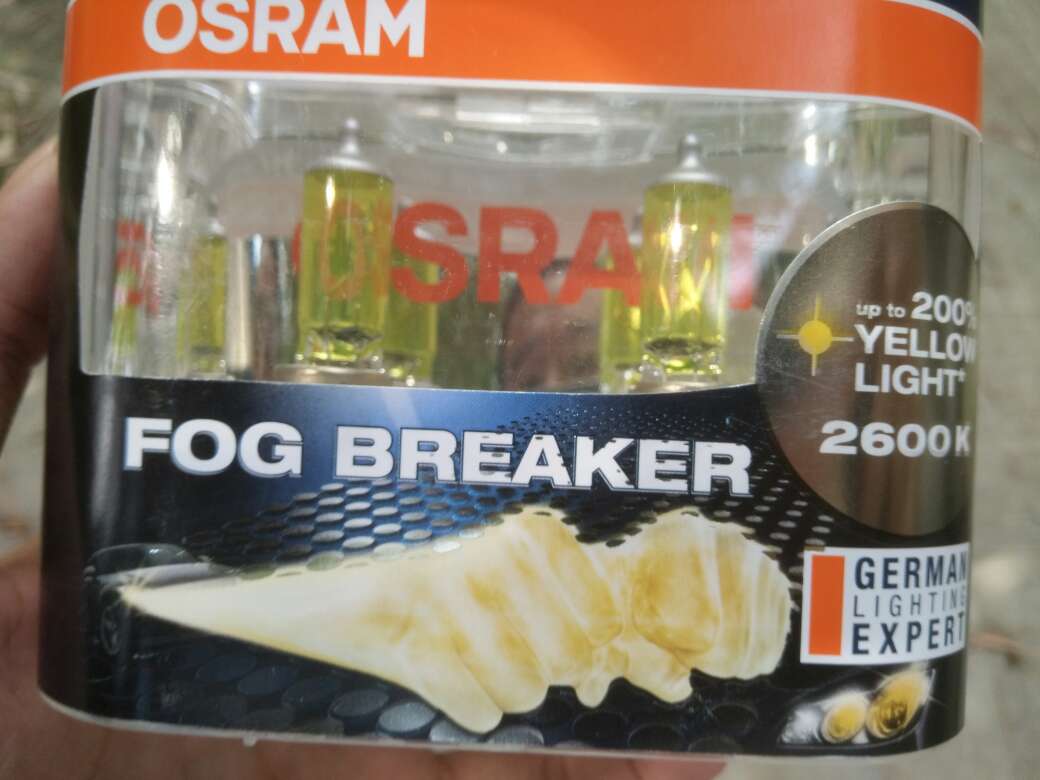 OSRAM
OSRAM
up to 200%
YELLOW
LIGHT*
2600 K
FOG BREAKER
GERMAN
LIGHTING
EXPERT